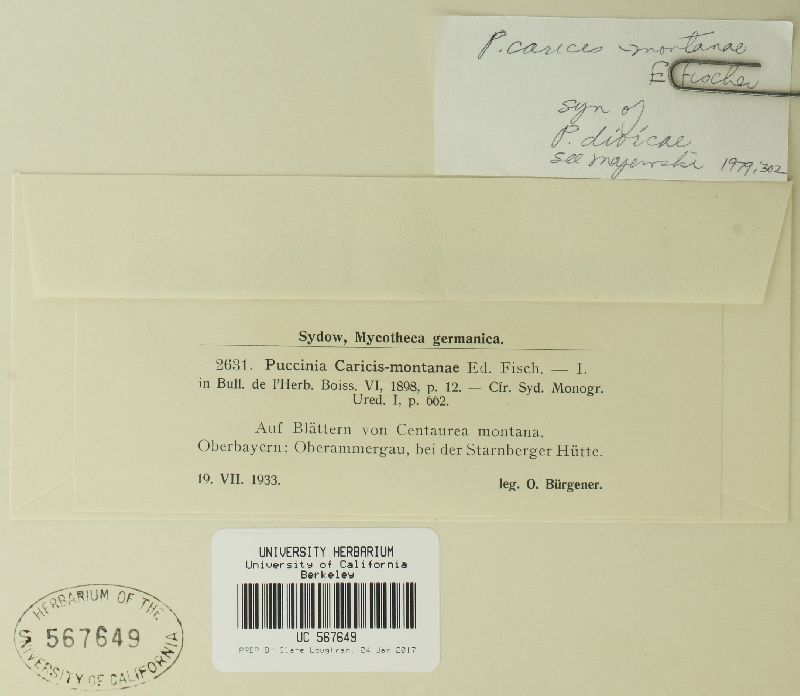 P. carices montanae
E Fischer
syn of
P. dioicae
see Majewski 1979:302
Sydow, Mycotheca germanica.
2631. Puccinia Caricis-montanae Ed. Fisch. — I.
in Bull. de l'Herb. Boiss. VI, 1898, p. 12. — Cfr. Syd. Monogr.
Ured. I, p. 662.
Auf Blättern von Centaurea montana.
Oberbayern: Oberammergau, bei der Starnberger Hütte.
19. VII. 1933. leg. O. Bürgener.
UNIVERSITY HERBARIUM
University of California
Berkeley
UC 567649
PREP BY Clare Loughran, 24 Jan 2017
HERBARIUM OF THE
567649
UNIVERSITY OF CALIFORNIA